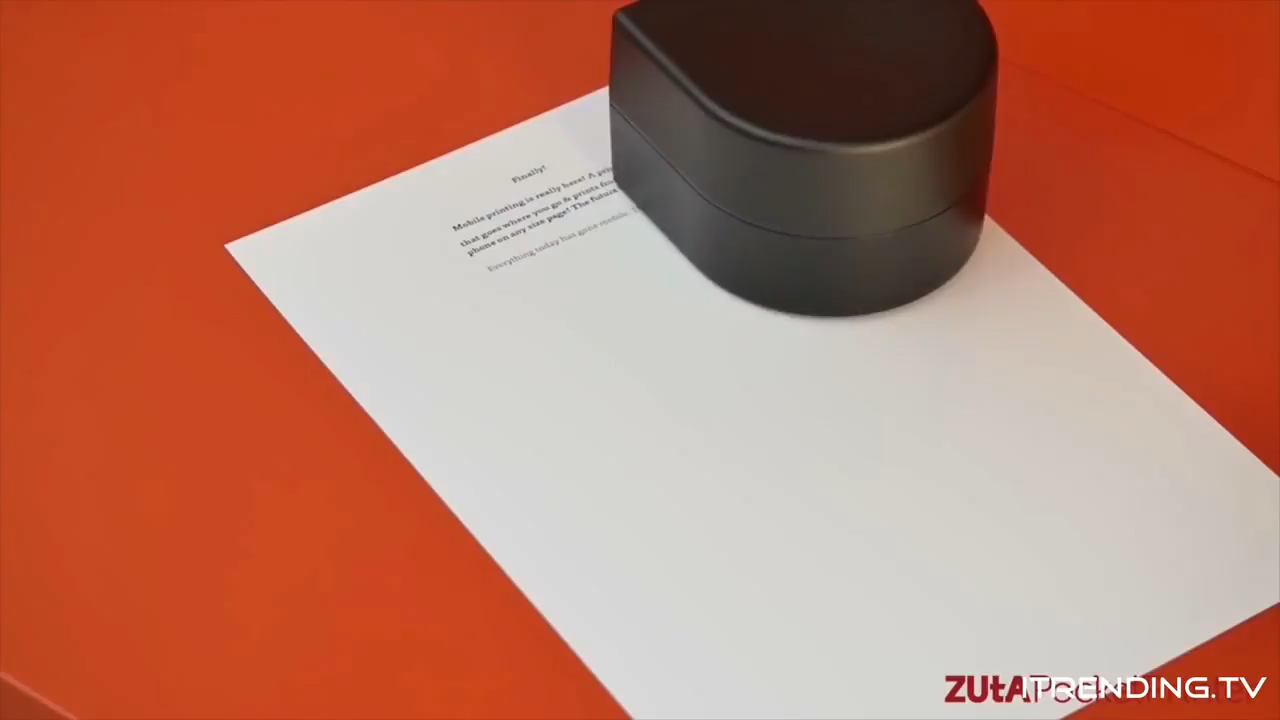 Finally!
Mobile printing is really here! A
that goes where you go & prints
phone on any size page! The future
Everything today has gone mobile.
ZUtA
ITRENDING.TV